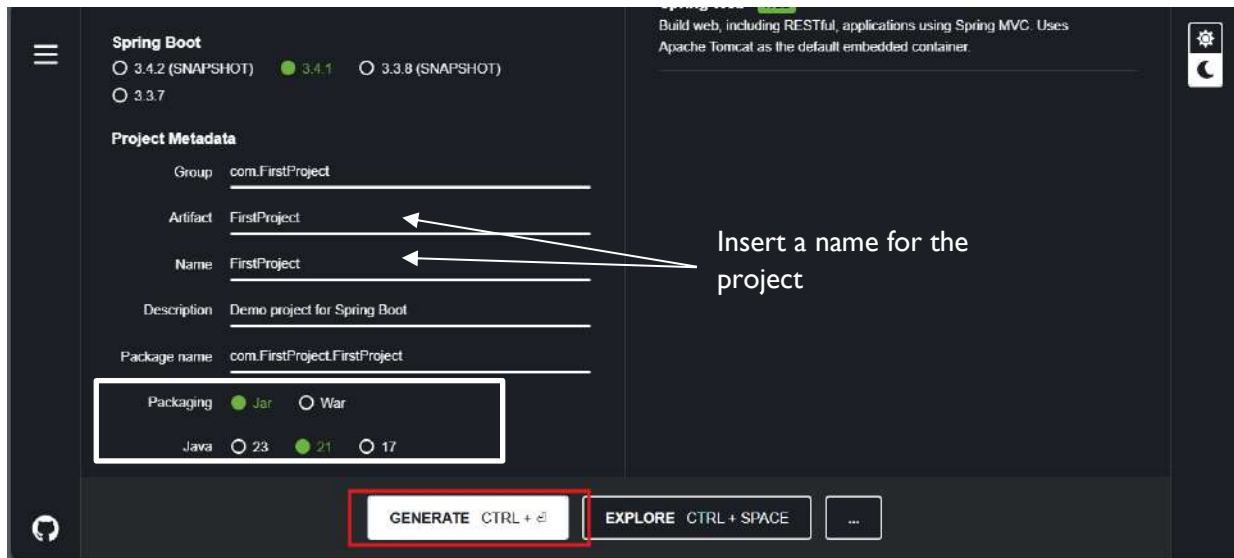 Spring Web
Build web, including RESTful, applications using Spring MVC. Uses
Apache Tomcat as the default embedded container.
Spring Boot
3.4.2 (SNAPSHOT) 3.4.1 3.3.8 (SNAPSHOT)
3.3.7
Project Metadata
Group com.FirstProject
Artifact FirstProject
Name FirstProject
Description Demo project for Spring Boot
Package name com.FirstProject.FirstProject
Packaging Jar War
Java 23 21 17
Insert a name for the
project
GENERATE CTRL + ⏎ EXPLORE CTRL + SPACE ...